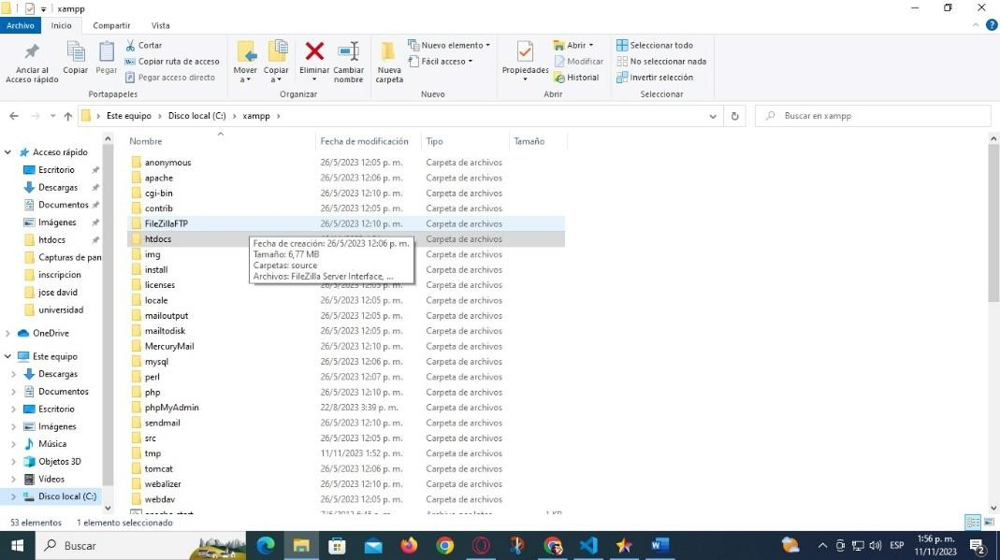 xampp
Archivo Inicio Compartir Vista
Anclar al Acceso rápido
Copiar
Pegar
Cortar
Copiar ruta de acceso
Pegar acceso directo
Portapapeles
Mover a
Copiar a
Eliminar
Cambiar nombre
Organizar
Nueva carpeta
Nuevo elemento
Fácil acceso
Nuevo
Propiedades
Abrir
Modificar
Historial
Abrir
Seleccionar todo
No seleccionar nada
Invertir selección
Seleccionar
Este equipo > Disco local (C:) > xampp >
Buscar en xampp
Acceso rápido
Escritorio
Descargas
Documentos
Imágenes
htdocs
Capturas de pan
inscripcion
jose david
universidad
OneDrive
Este equipo
Descargas
Documentos
Escritorio
Imágenes
Música
Objetos 3D
Vídeos
Disco local (C:)
Nombre Fecha de modificación Tipo Tamaño
anonymous 26/5/2023 12:05 p. m. Carpeta de archivos
apache 26/5/2023 12:06 p. m. Carpeta de archivos
cgi-bin 26/5/2023 12:10 p. m. Carpeta de archivos
contrib 26/5/2023 12:05 p. m. Carpeta de archivos
FileZillaFTP 26/5/2023 12:10 p. m. Carpeta de archivos
htdocs Carpeta de archivos
Fecha de creación: 26/5/2023 12:06 p. m.
Tamaño: 6,77 MB
Carpetas: source
Archivos: FileZilla Server Interface, ...
img Carpeta de archivos
install Carpeta de archivos
licenses 26/5/2023 12:05 p. m. Carpeta de archivos
locale 26/5/2023 12:05 p. m. Carpeta de archivos
mailoutput 26/5/2023 12:05 p. m. Carpeta de archivos
mailtodisk 26/5/2023 12:05 p. m. Carpeta de archivos
MercuryMail 26/5/2023 12:10 p. m. Carpeta de archivos
mysql 26/5/2023 12:06 p. m. Carpeta de archivos
perl 26/5/2023 12:07 p. m. Carpeta de archivos
php 26/5/2023 12:10 p. m. Carpeta de archivos
phpMyAdmin 22/8/2023 3:39 p. m. Carpeta de archivos
sendmail 26/5/2023 12:10 p. m. Carpeta de archivos
src 26/5/2023 12:05 p. m. Carpeta de archivos
tmp 11/11/2023 1:52 p. m. Carpeta de archivos
tomcat 26/5/2023 12:06 p. m. Carpeta de archivos
webalizer 26/5/2023 12:10 p. m. Carpeta de archivos
webdav 26/5/2023 12:05 p. m. Carpeta de archivos
53 elementos 1 elemento seleccionado
Buscar
ESP
1:56 p. m.
11/11/2023
2